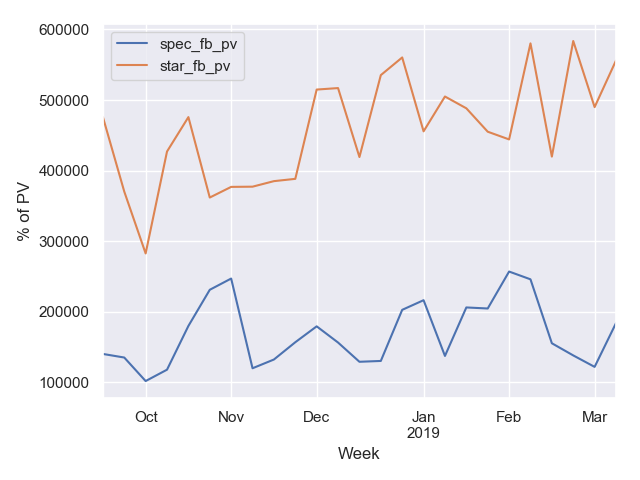 spec_fb_pv
star_fb_pv
600000
500000
400000
300000
200000
100000
% of PV
Oct
Nov
Dec
Jan
2019
Feb
Mar
Week